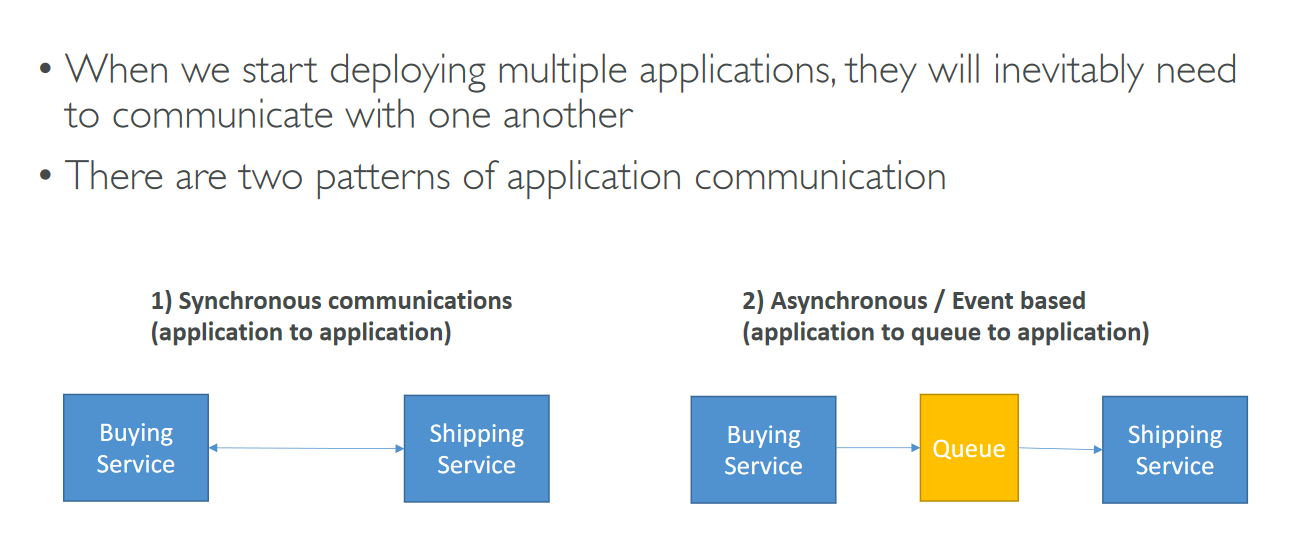 • When we start deploying multiple applications, they will inevitably need
to communicate with one another
• There are two patterns of application communication
1) Synchronous communications
(application to application)
2) Asynchronous / Event based
(application to queue to application)
Buying
Service
Shipping
Service
Buying
Service
Queue
Shipping
Service